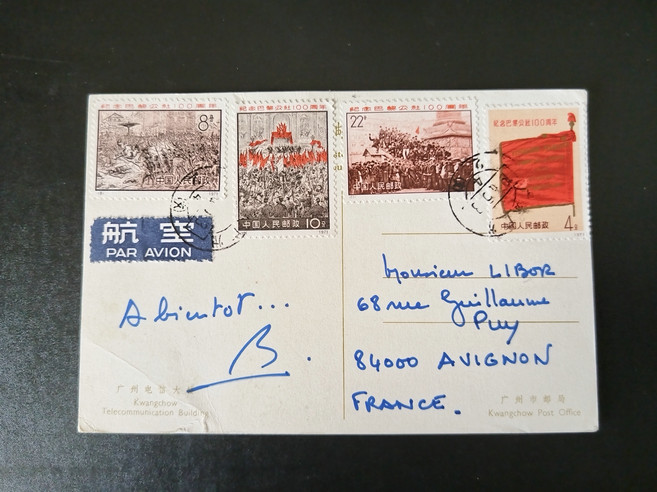 纪念巴黎公社100周年
8分
中国人民邮政
纪念巴黎公社100周年
中国人民邮政 10分
1971
纪念巴黎公社100周年
22分
中国人民邮政
纪念巴黎公社100周年
中国人民邮政
4分
航空
PAR AVION
A bientot...
B.
Monsieur LIBOR
68 rue Guillaume
Puy
84000 AVIGNON
FRANCE.
广州电信大
Kwangchow
Telecommunication Building
广州市邮局
Kwangchow Post Office